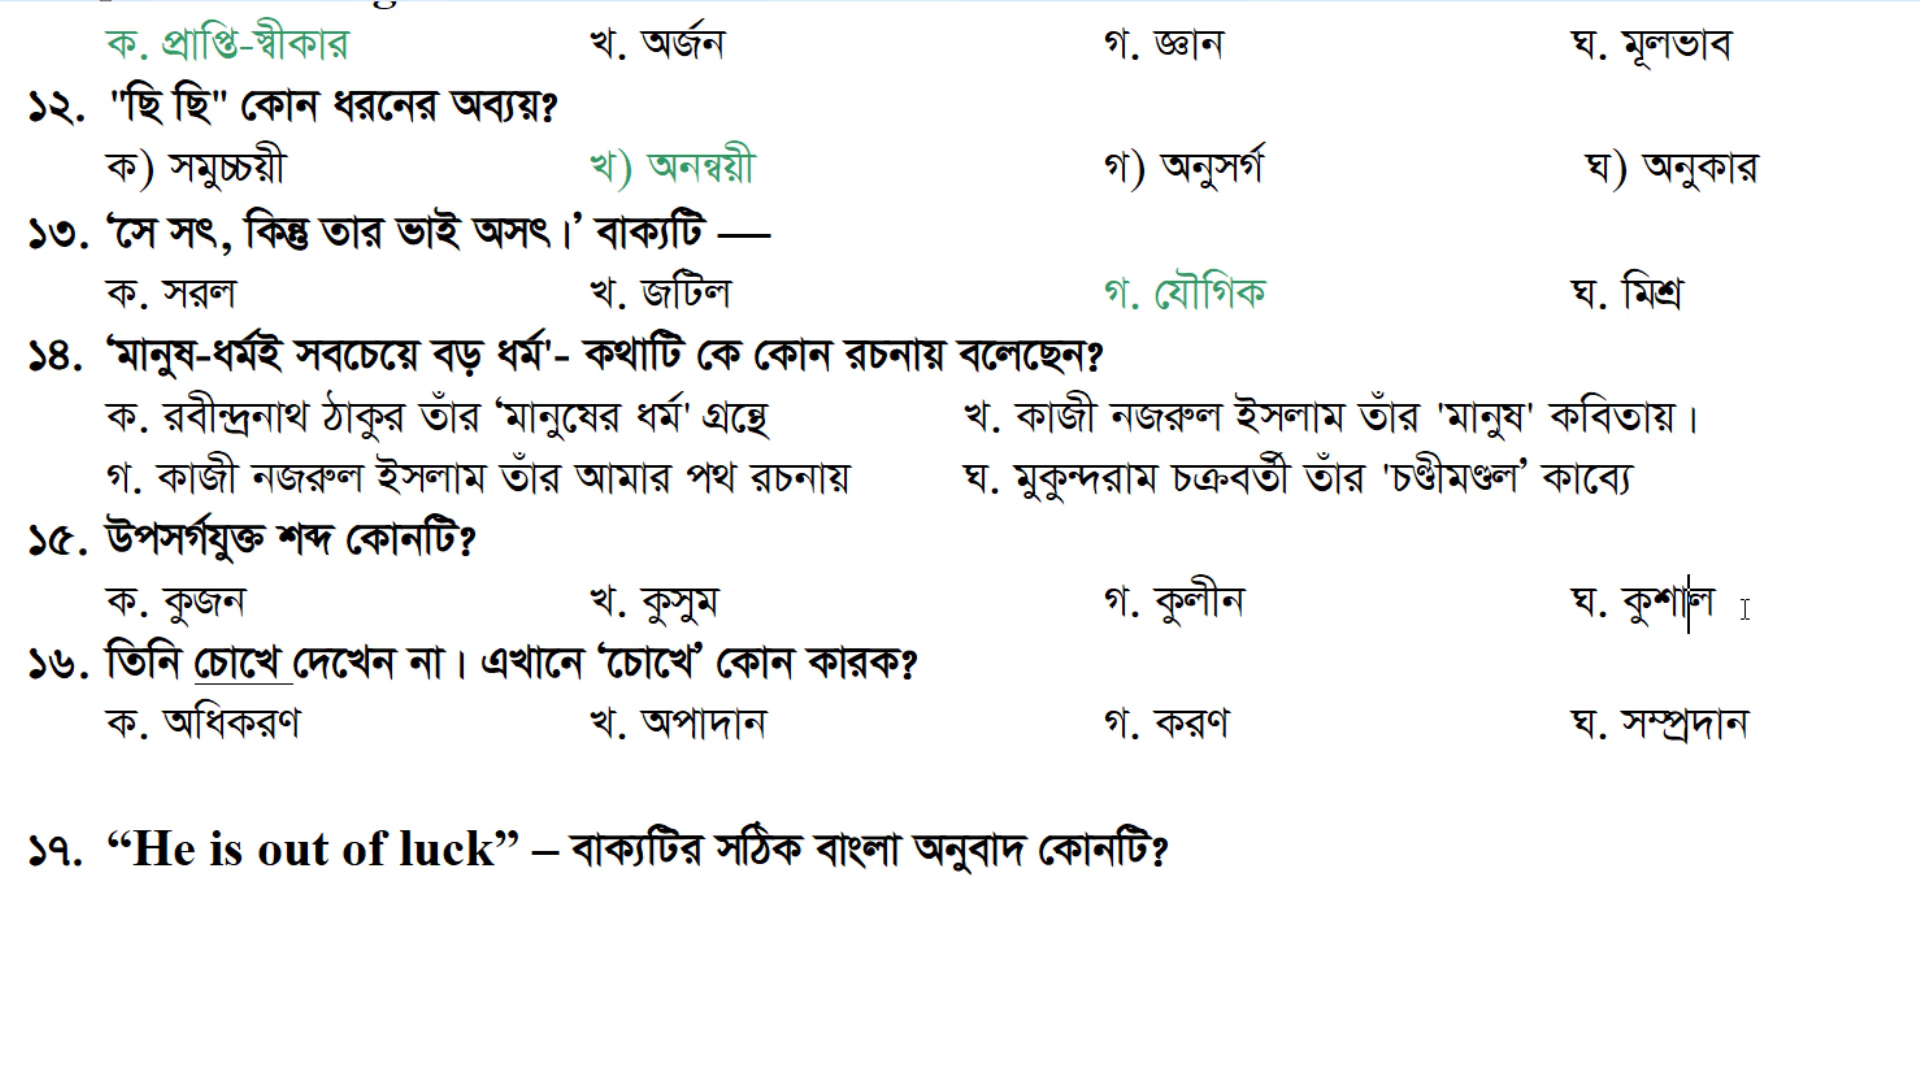 ক. প্রাপ্তি-স্বীকার খ. অর্জন গ. জ্ঞান ঘ. মূলভাব
১২. "ছি ছি" কোন ধরনের অব্যয়?
ক) সমুচ্চয়ী খ) অনন্বয়ী গ) অনুসর্গ ঘ) অনুকার
১৩. ‘সে সৎ, কিন্তু তার ভাই অসৎ।’ বাক্যটি —
ক. সরল খ. জটিল গ. যৌগিক ঘ. মিশ্র
১৪. ‘মানুষ-ধর্মই সবচেয়ে বড় ধর্ম'- কথাটি কে কোন রচনায় বলেছেন?
ক. রবীন্দ্রনাথ ঠাকুর তাঁর ‘মানুষের ধর্ম' গ্রন্থে খ. কাজী নজরুল ইসলাম তাঁর 'মানুষ' কবিতায়।
গ. কাজী নজরুল ইসলাম তাঁর আমার পথ রচনায় ঘ. মুকুন্দরাম চক্রবর্তী তাঁর 'চণ্ডীমণ্ডল’ কাব্যে
১৫. উপসর্গযুক্ত শব্দ কোনটি?
ক. কুজন খ. কুসুম গ. কুলীন ঘ. কুশাল
১৬. তিনি চোখে দেখেন না। এখানে ‘চোখে’ কোন কারক?
ক. অধিকরণ খ. অপাদান গ. করণ ঘ. সম্প্রদান
১৭. “He is out of luck” – বাক্যটির সঠিক বাংলা অনুবাদ কোনটি?